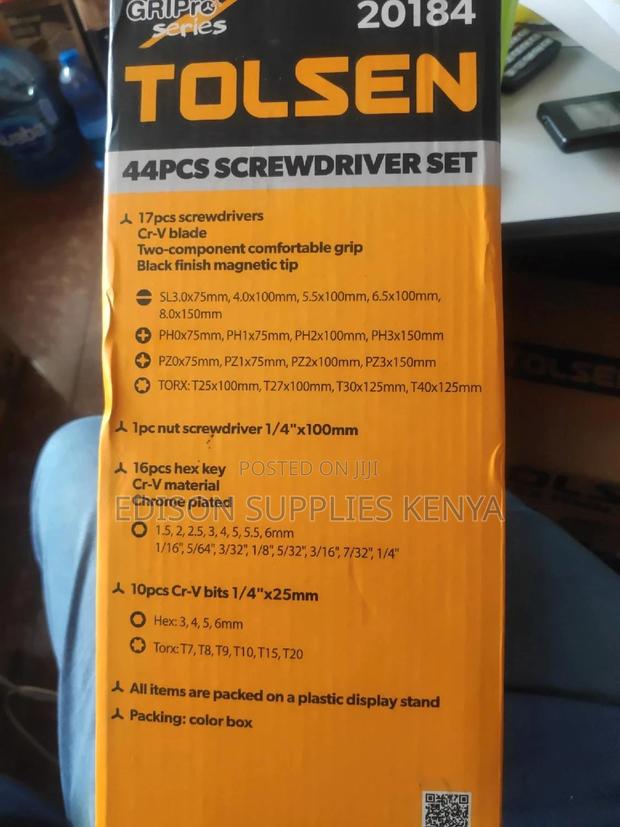 GRIPro
series
20184
TOLSEN
44PCS SCREWDRIVER SET
17pcs screwdrivers
Cr-V blade
Two-component comfortable grip
Black finish magnetic tip
SL3.0x75mm, 4.0x100mm, 5.5x100mm, 6.5x100mm,
8.0x150mm
PH0x75mm, PH1x75mm, PH2x100mm, PH3x150mm
PZ0x75mm, PZ1x75mm, PZ2x100mm, PZ3x150mm
TORX: T25x100mm, T27x100mm, T30x125mm, T40x125mm
1pc nut screwdriver 1/4"x100mm
16pcs hex key
POSTED ON JIJI
Cr-V material
Chrome plated
EDISON SUPPLIES KENYA
1.5, 2, 2.5, 3, 4, 5, 5.5, 6mm
1/16", 5/64", 3/32", 1/8", 5/32", 3/16", 7/32", 1/4"
10pcs Cr-V bits 1/4"x25mm
Hex: 3, 4, 5, 6mm
Torx: T7, T8, T9, T10, T15, T20
All items are packed on a plastic display stand
Packing: color box
TOLSEN
TOLSE